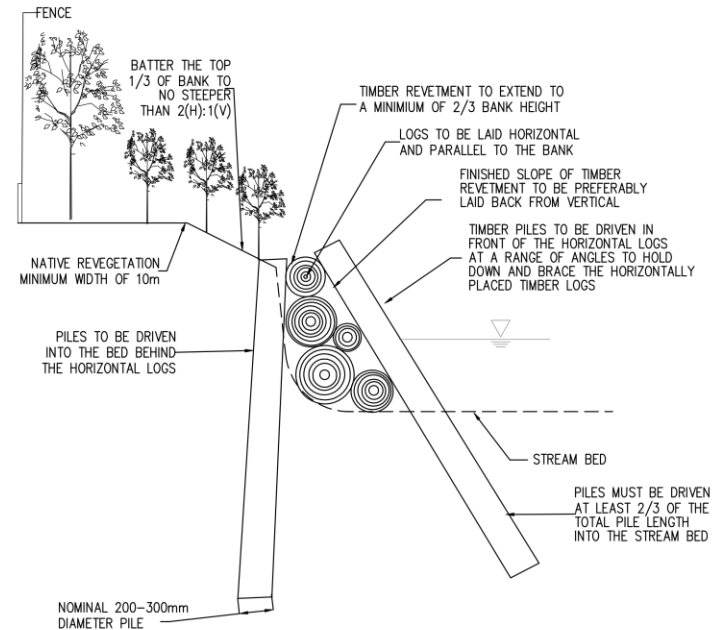 FENCE
BATTER THE TOP
1/3 OF BANK TO
NO STEEPER
THAN 2(H):1(V)
TIMBER REVETMENT TO EXTEND TO
A MINIMIUM OF 2/3 BANK HEIGHT
LOGS TO BE LAID HORIZONTAL
AND PARALLEL TO THE BANK
FINISHED SLOPE OF TIMBER
REVETMENT TO BE PREFERABLY
LAID BACK FROM VERTICAL
TIMBER PILES TO BE DRIVEN IN
FRONT OF THE HORIZONTAL LOGS
AT A RANGE OF ANGLES TO HOLD
DOWN AND BRACE THE HORIZONTALLY
PLACED TIMBER LOGS
NATIVE REVEGETATION
MINIMUM WIDTH OF 10m
PILES TO BE DRIVEN
INTO THE BED BEHIND
THE HORIZONTAL LOGS
STREAM BED
PILES MUST BE DRIVEN
AT LEAST 2/3 OF THE
TOTAL PILE LENGTH
INTO THE STREAM BED
NOMINAL 200-300mm
DIAMETER PILE